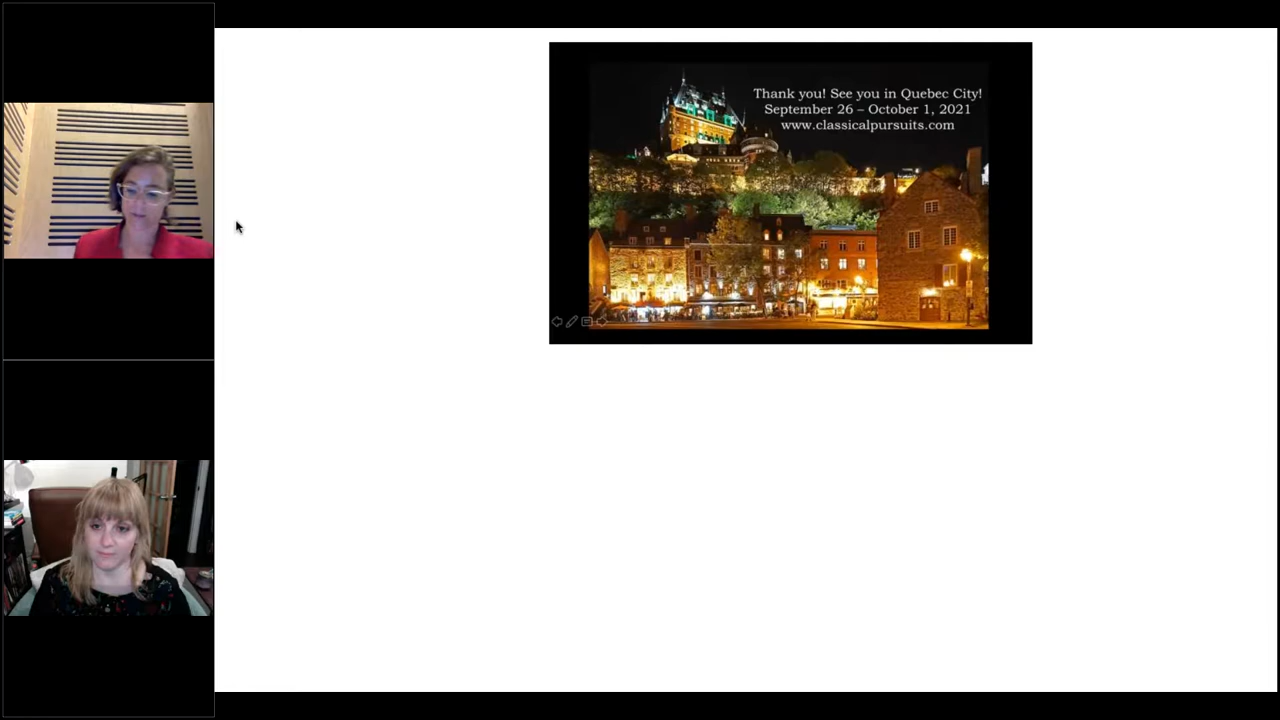 Thank you! See you in Quebec City!
September 26 – October 1, 2021
www.classicalpursuits.com